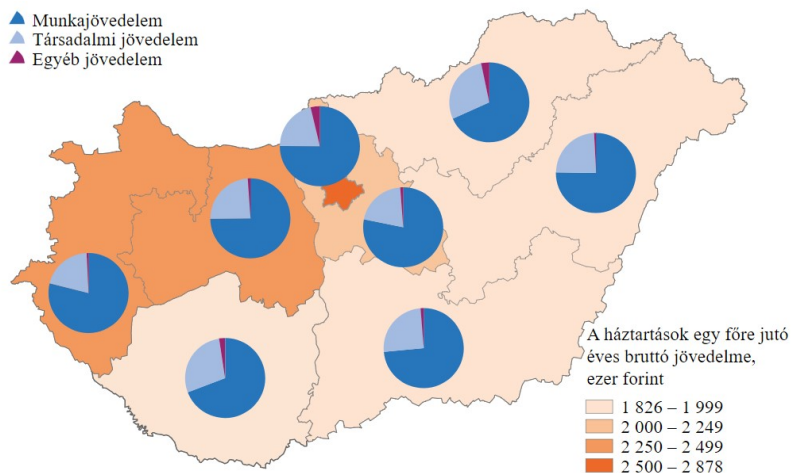 Munkajövedelem
Társadalmi jövedelem
Egyéb jövedelem
A háztartások egy főre jutó
éves bruttó jövedelme,
ezer forint
1 826 – 1 999
2 000 – 2 249
2 250 – 2 499
2 500 – 2 878